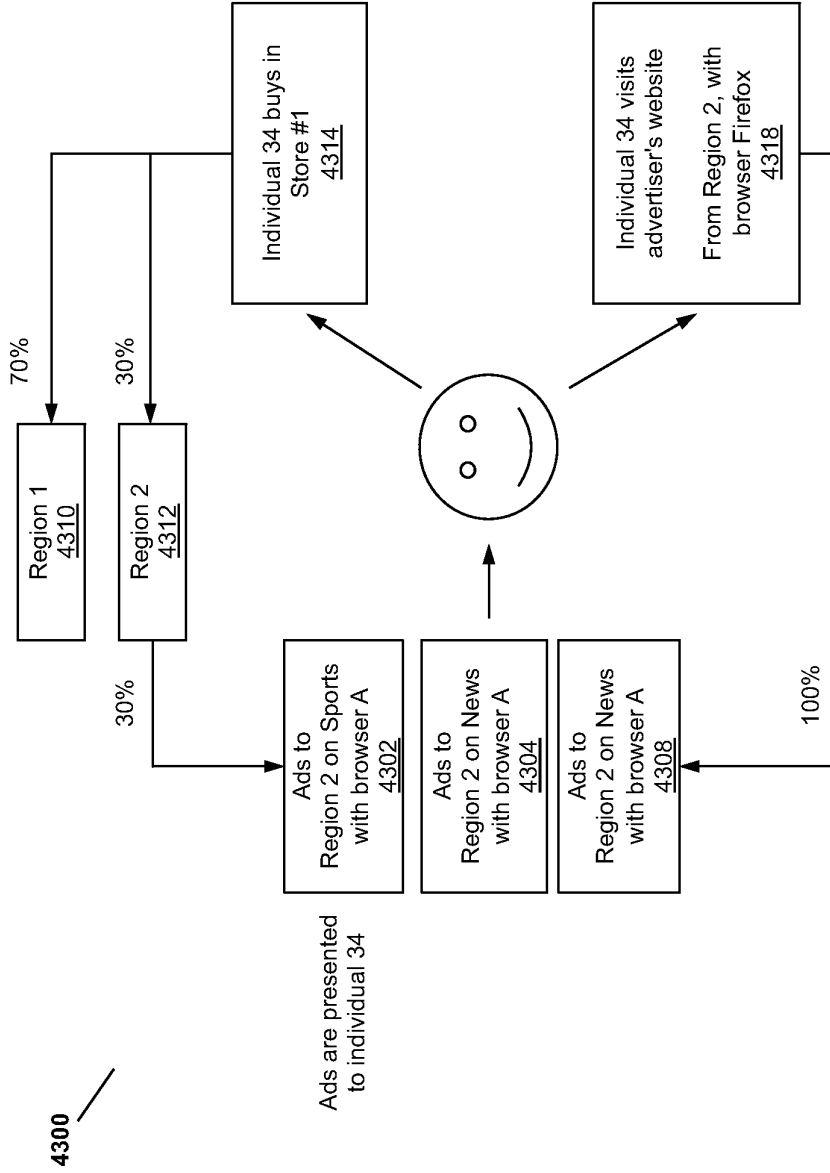 4300
Region 1
4310
70%
30%
Region 2
4312
30%
Individual 34 buys in
Store #1
4314
Ads are presented
to individual 34
Ads to
Region 2 on Sports
with browser A
4302
Ads to
Region 2 on News
with browser A
4304
Ads to
Region 2 on News
with browser A
4308
Individual 34 visits
advertiser's website
From Region 2, with
browser Firefox
4318
100%